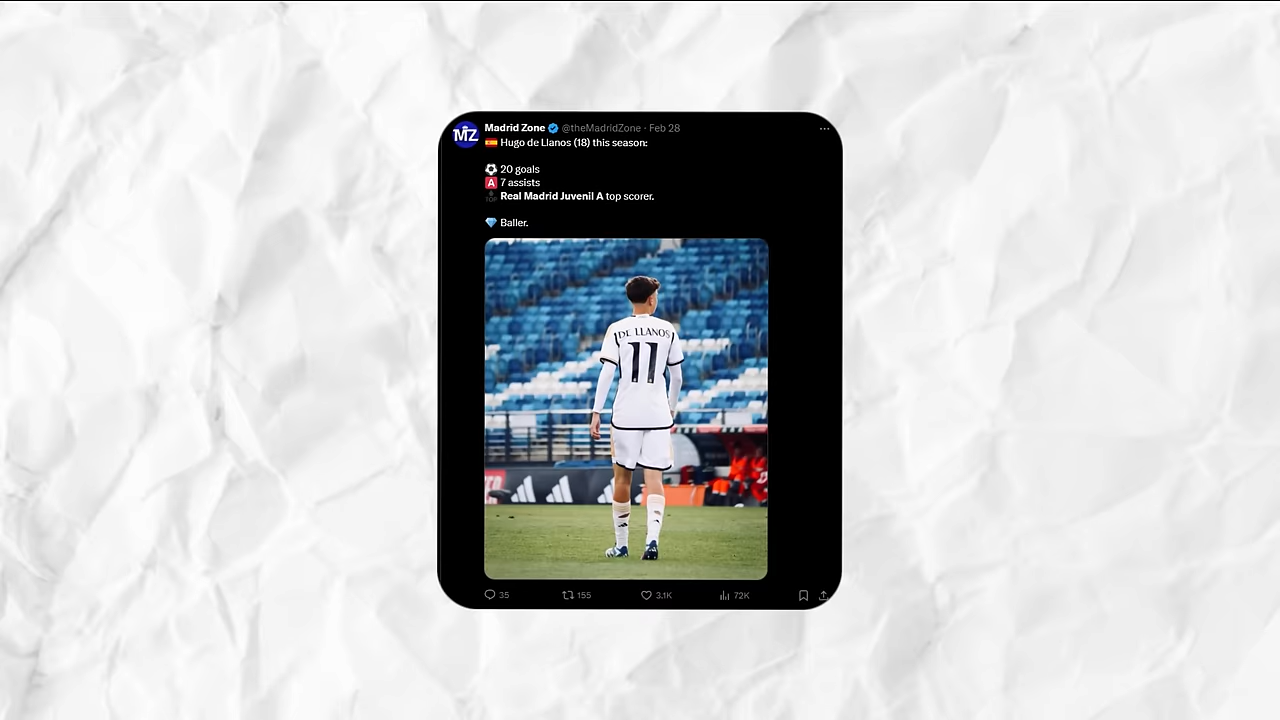 MZ Madrid Zone @theMadridZone · Feb 28
🇪🇸 Hugo de Llanos (18) this season:
⚽ 20 goals
🅰 7 assists
🔝 Real Madrid Juvenil A top scorer.
💎 Baller.
DE LLANOS
11
35 155 3.1K 72K